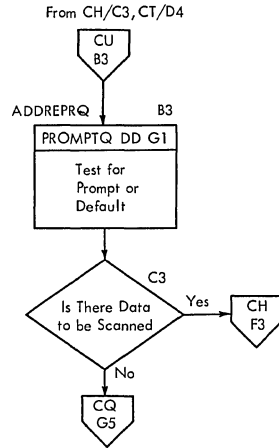 From CH/C3, CT/D4
CU
B3
ADDREPRQ
B3
PROMPTQ DD G1
Test for
Prompt or
Default
C3
Is There Data
to be Scanned
Yes
CH
F3
No
CQ
G5